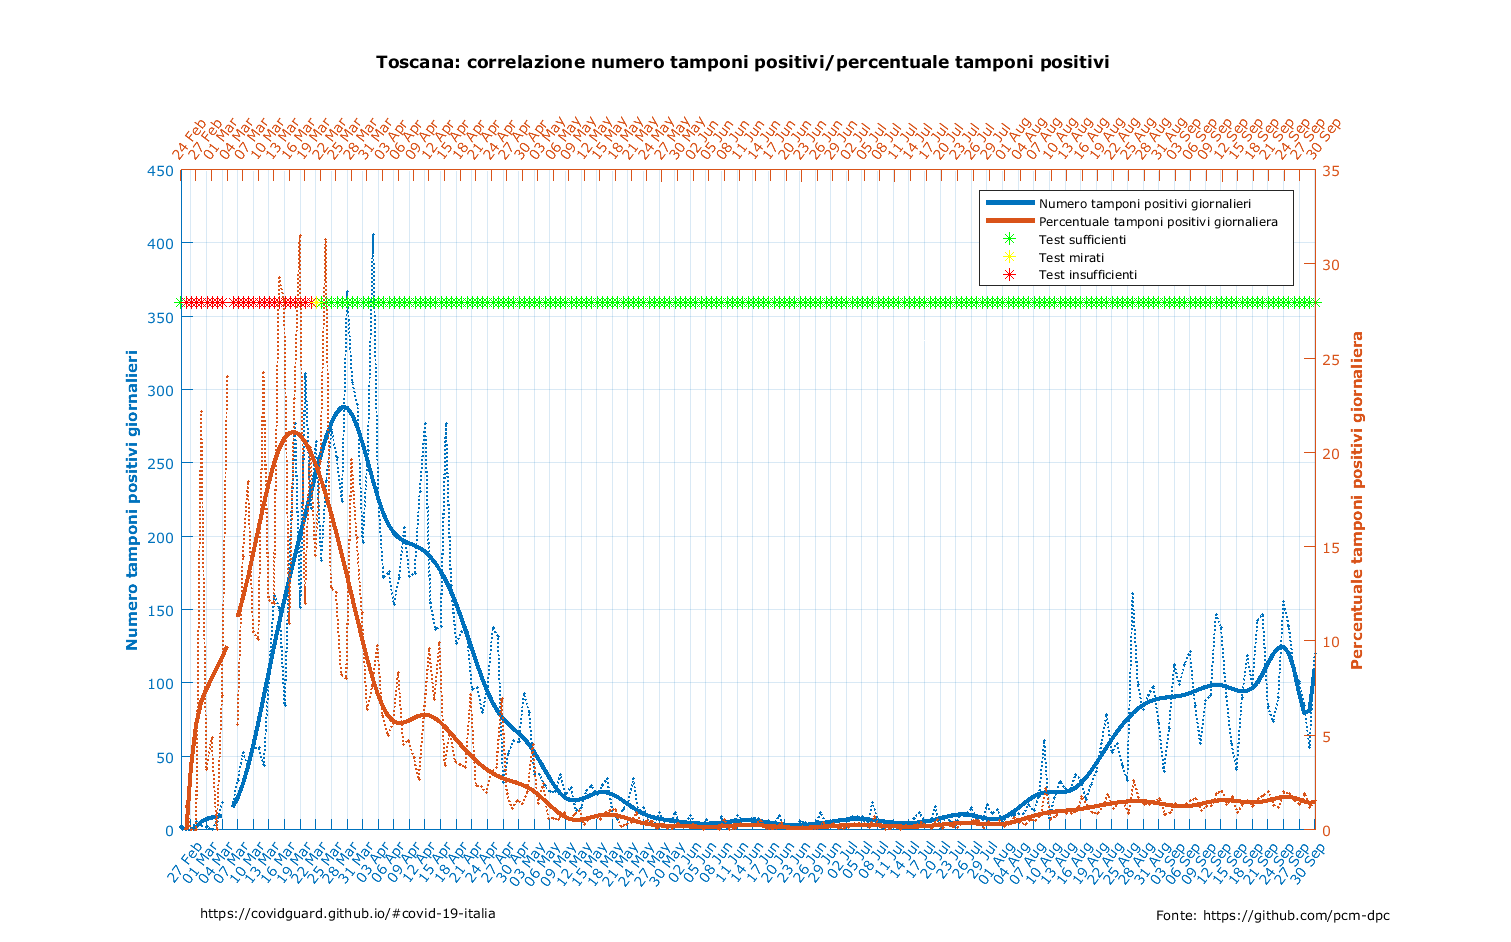 Toscana: correlazione numero tamponi positivi/percentuale tamponi positivi
24 Feb 27 Feb 01 Mar 04 Mar 07 Mar 10 Mar 13 Mar 16 Mar 19 Mar 22 Mar 25 Mar 28 Mar 31 Mar 03 Apr 06 Apr 09 Apr 12 Apr 15 Apr 18 Apr 21 Apr 24 Apr 27 Apr 30 Apr 03 May 06 May 09 May 12 May 15 May 18 May 21 May 24 May 27 May 30 May 02 Jun 05 Jun 08 Jun 11 Jun 14 Jun 17 Jun 20 Jun 23 Jun 26 Jun 29 Jun 02 Jul 05 Jul 08 Jul 11 Jul 14 Jul 17 Jul 20 Jul 23 Jul 26 Jul 29 Jul 01 Aug 04 Aug 07 Aug 10 Aug 13 Aug 16 Aug 19 Aug 22 Aug 25 Aug 28 Aug 31 Aug 03 Sep 06 Sep 09 Sep 12 Sep 15 Sep 18 Sep 21 Sep 24 Sep 27 Sep 30 Sep
450
400
350
300
250
200
150
100
50
0
Numero tamponi positivi giornalieri
Numero tamponi positivi giornalieri
Percentuale tamponi positivi giornaliera
Test sufficienti
Test mirati
Test insufficienti
35
30
25
20
15
10
5
0
Percentuale tamponi positivi giornaliera
27 Feb 01 Mar 04 Mar 07 Mar 10 Mar 13 Mar 16 Mar 19 Mar 22 Mar 25 Mar 28 Mar 31 Mar 03 Apr 06 Apr 09 Apr 12 Apr 15 Apr 18 Apr 21 Apr 24 Apr 27 Apr 30 Apr 03 May 06 May 09 May 12 May 15 May 18 May 21 May 24 May 27 May 30 May 02 Jun 05 Jun 08 Jun 11 Jun 14 Jun 17 Jun 20 Jun 23 Jun 26 Jun 29 Jun 02 Jul 05 Jul 08 Jul 11 Jul 14 Jul 17 Jul 20 Jul 23 Jul 26 Jul 29 Jul 01 Aug 04 Aug 07 Aug 10 Aug 13 Aug 16 Aug 19 Aug 22 Aug 25 Aug 28 Aug 31 Aug 03 Sep 06 Sep 09 Sep 12 Sep 15 Sep 18 Sep 21 Sep 24 Sep 27 Sep 30 Sep
https://covidguard.github.io/#covid-19-italia
Fonte: https://github.com/pcm-dpc